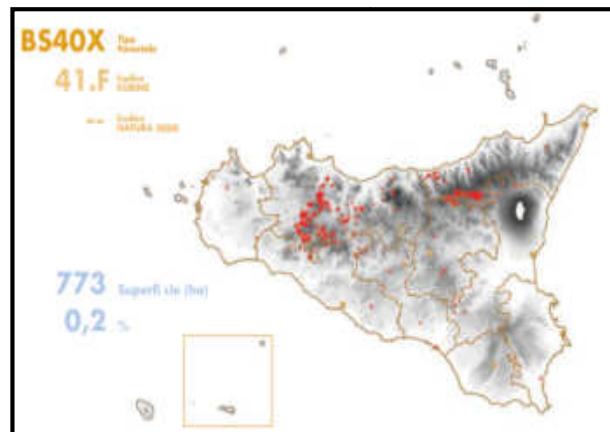 BS40X Tipo Forestale
41.F Codice CORINE
-- Codice NATURA 2000
773 Superficie (ha)
0,2 %